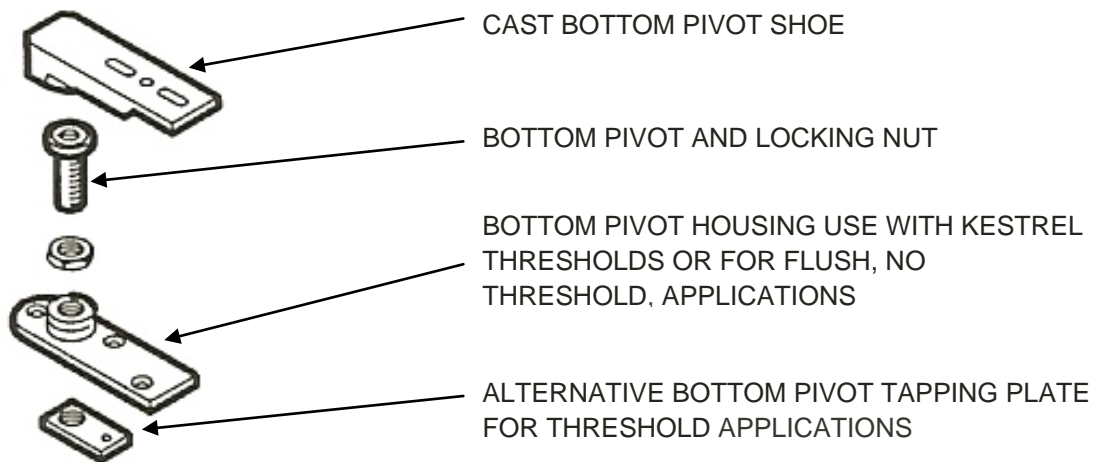 CAST BOTTOM PIVOT SHOE
BOTTOM PIVOT AND LOCKING NUT
BOTTOM PIVOT HOUSING USE WITH KESTREL
THRESHOLDS OR FOR FLUSH, NO
THRESHOLD, APPLICATIONS
ALTERNATIVE BOTTOM PIVOT TAPPING PLATE
FOR THRESHOLD APPLICATIONS